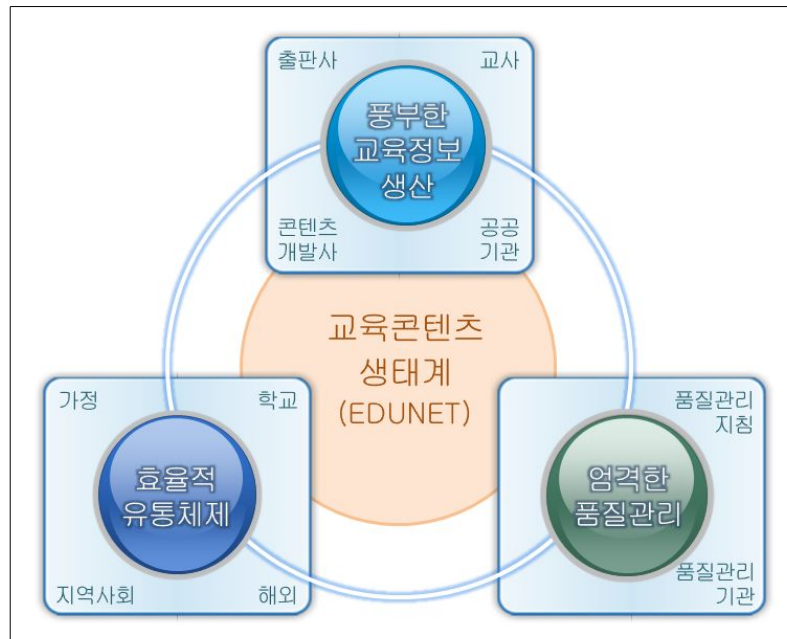 출판사
교사
풍부한
교육정보
생산
콘텐츠
개발사
공공
기관
교육콘텐츠
생태계
(EDUNET)
가정
학교
효율적
유통체제
지역사회
해외
품질관리
지침
엄격한
품질관리
품질관리
기관